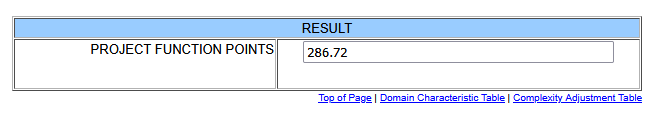 RESULT
PROJECT FUNCTION POINTS 286.72
Top of Page | Domain Characteristic Table | Complexity Adjustment Table